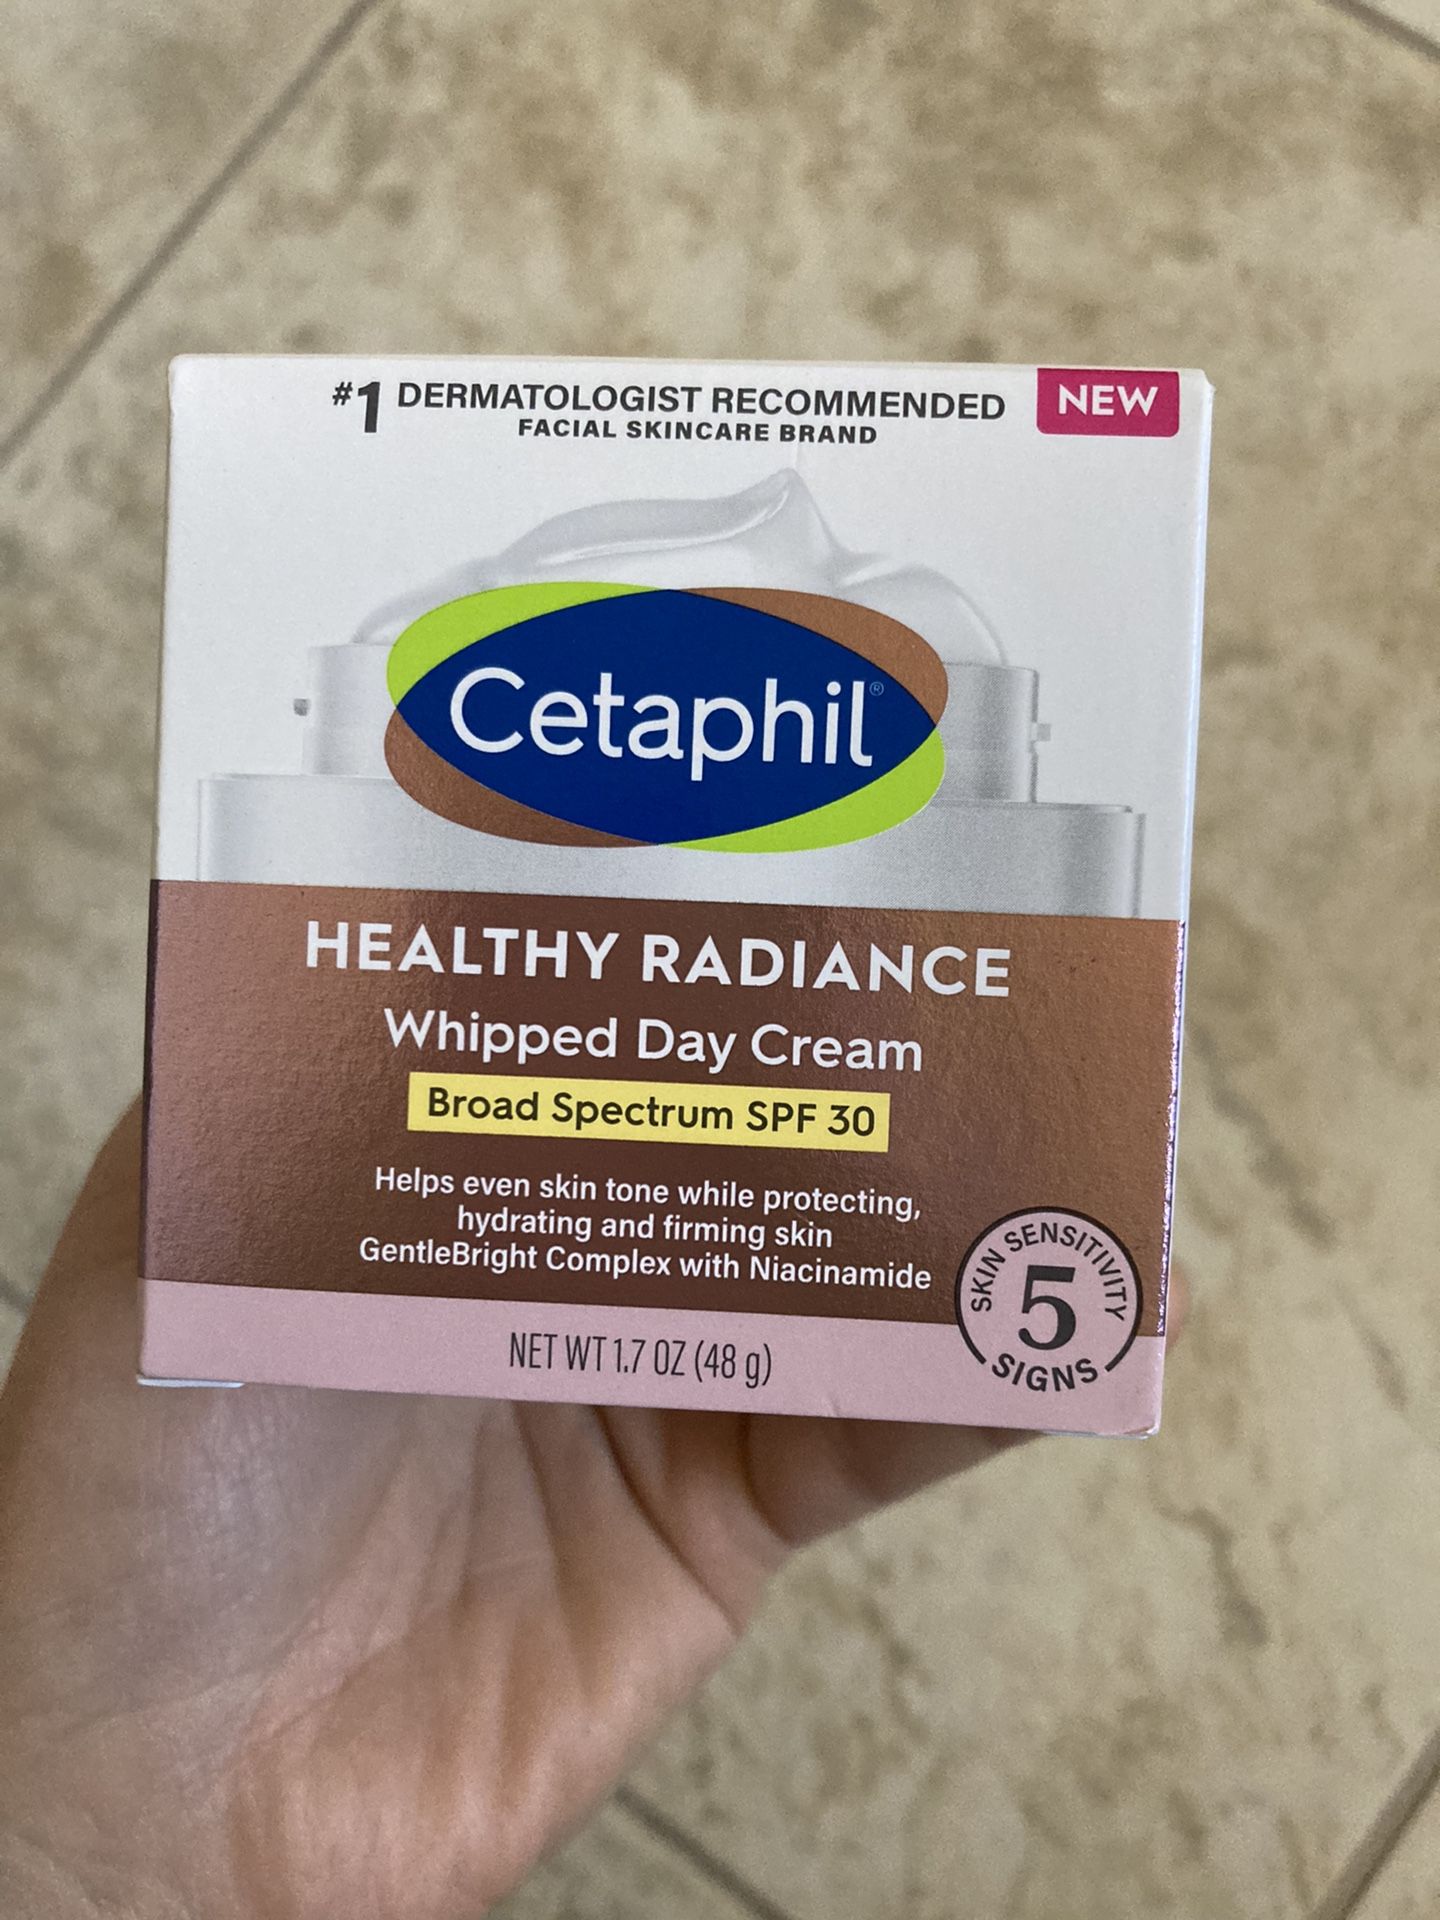 #1 DERMATOLOGIST RECOMMENDED
FACIAL SKINCARE BRAND
NEW
Cetaphil®
HEALTHY RADIANCE
Whipped Day Cream
Broad Spectrum SPF 30
Helps even skin tone while protecting,
hydrating and firming skin
GentleBright Complex with Niacinamide
SKIN SENSITIVITY
5
SIGNS
NET WT 1.7 OZ (48 g)